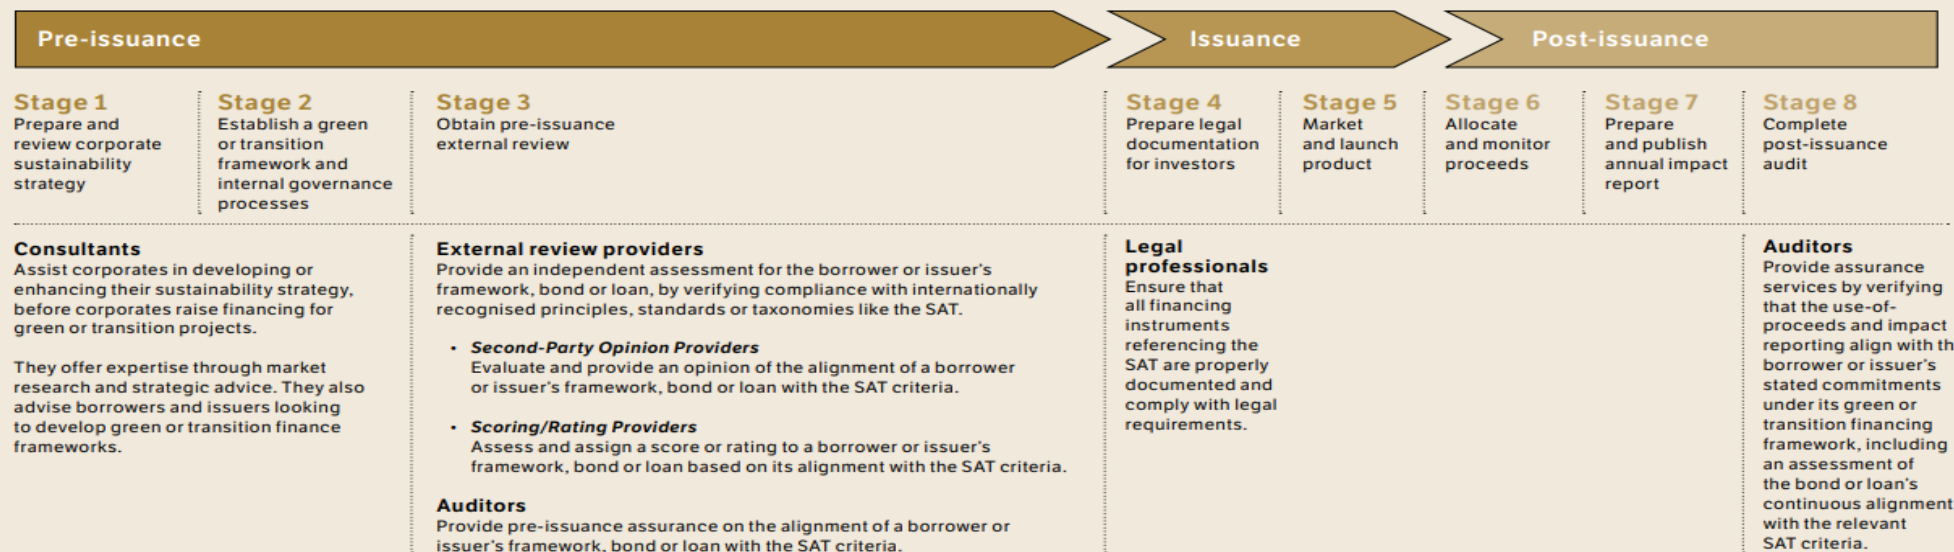 Pre-issuance
Issuance
Post-issuance
Stage 1
Prepare and
review corporate
sustainability
strategy
Stage 2
Establish a green
or transition
framework and
internal governance
processes
Stage 3
Obtain pre-issuance
external review
Stage 4
Prepare legal
documentation
for investors
Stage 5
Market
and launch
product
Stage 6
Allocate
and monitor
proceeds
Stage 7
Prepare
and publish
annual impact
report
Stage 8
Complete
post-issuance
audit
Consultants
Assist corporates in developing or
enhancing their sustainability strategy,
before corporates raise financing for
green or transition projects.
They offer expertise through market
research and strategic advice. They also
advise borrowers and issuers looking
to develop green or transition finance
frameworks.
External review providers
Provide an independent assessment for the borrower or issuer's
framework, bond or loan, by verifying compliance with internationally
recognised principles, standards or taxonomies like the SAT.
• Second-Party Opinion Providers
Evaluate and provide an opinion of the alignment of a borrower
or issuer's framework, bond or loan with the SAT criteria.
• Scoring/Rating Providers
Assess and assign a score or rating to a borrower or issuer's
framework, bond or loan based on its alignment with the SAT criteria.
Auditors
Provide pre-issuance assurance on the alignment of a borrower or
issuer's framework, bond or loan with the SAT criteria.
Legal
professionals
Ensure that
all financing
instruments
referencing the
SAT are properly
documented and
comply with legal
requirements.
Auditors
Provide assurance
services by verifying
that the use-of-
proceeds and impact
reporting align with th
borrower or issuer's
stated commitments
under its green or
transition financing
framework, including
an assessment of
the bond or loan's
continuous alignment
with the relevant
SAT criteria.